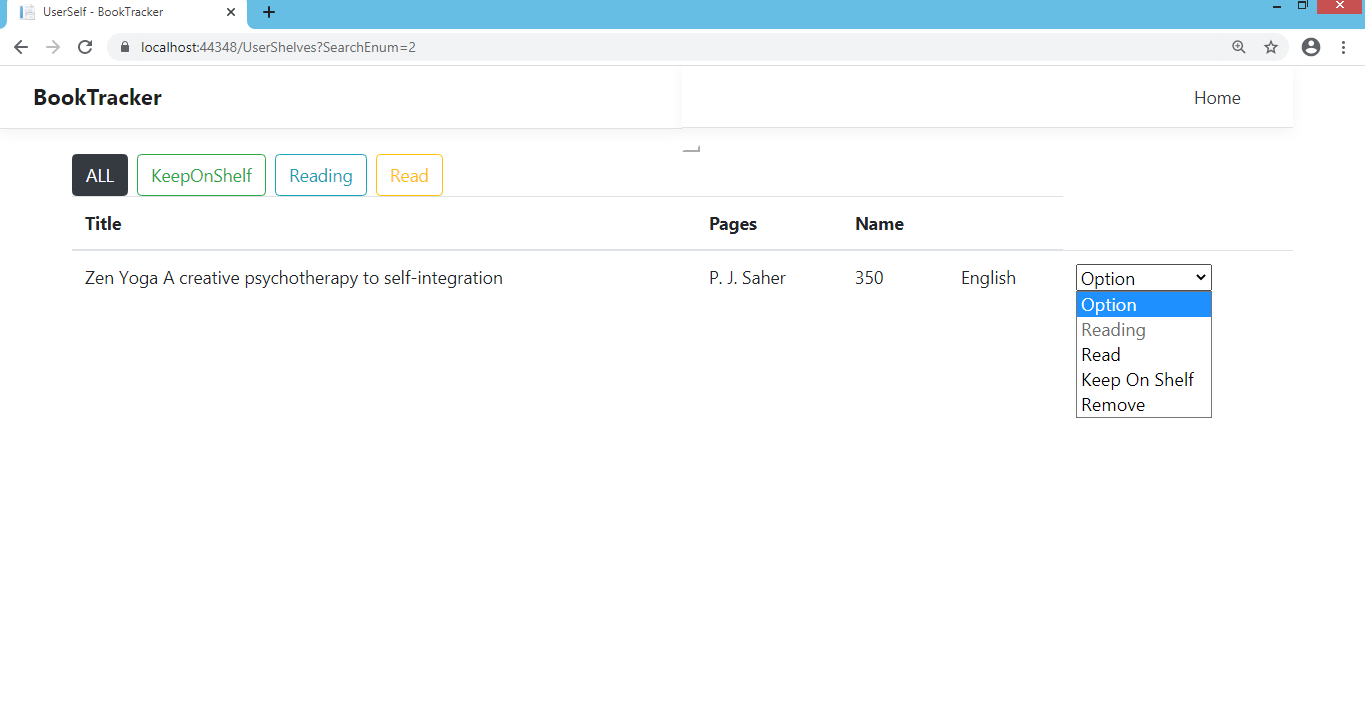 UserSelf - BookTracker
localhost:44348/UserShelves?SearchEnum=2
BookTracker Home
ALL KeepOnShelf Reading Read
Title Pages Name
Zen Yoga A creative psychotherapy to self-integration P. J. Saher 350 English Option
Option
Reading
Read
Keep On Shelf
Remove